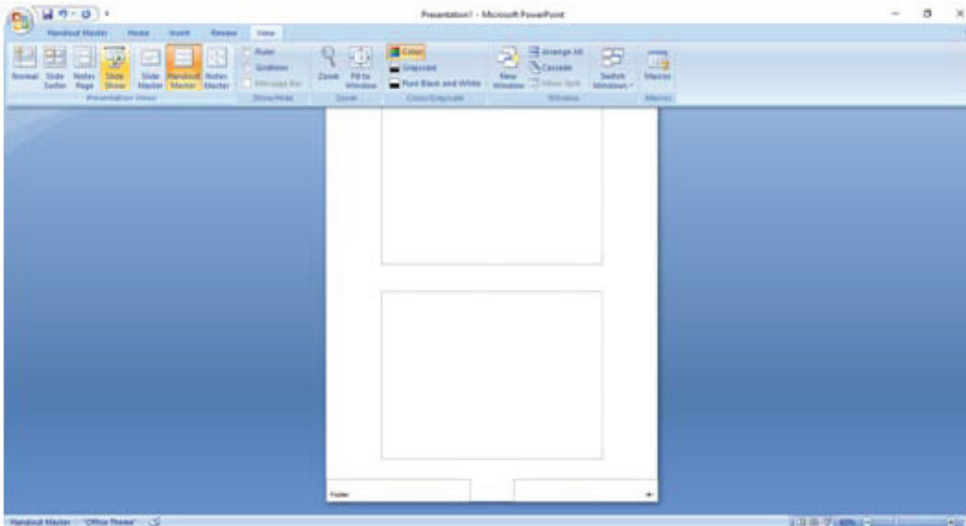 Presentation1 - Microsoft PowerPoint
Handout Master Home Insert Review View
Normal Slide Sorter Notes Page Slide Show Slide Master Handout Master Notes Master
Presentation Views
Ruler
Gridlines
Message Bar
Show/Hide
Zoom Fit to Window
Zoom
Color
Grayscale
Pure Black and White
Color/Grayscale
New Window
Arrange All
Cascade
Move Split
Switch Windows
Window
Macros
Macros
Footer
Handout Master "Office Theme"